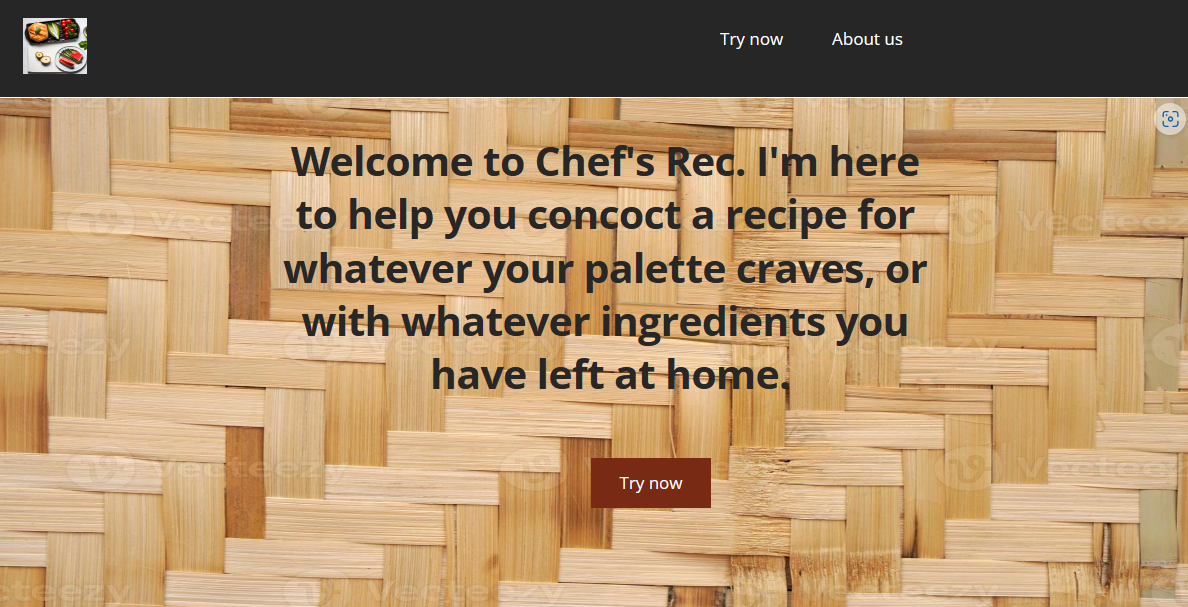 Try now About us
Welcome to Chef's Rec. I'm here
to help you concoct a recipe for
whatever your palette craves, or
with whatever ingredients you
have left at home.
Try now
Vecteezy